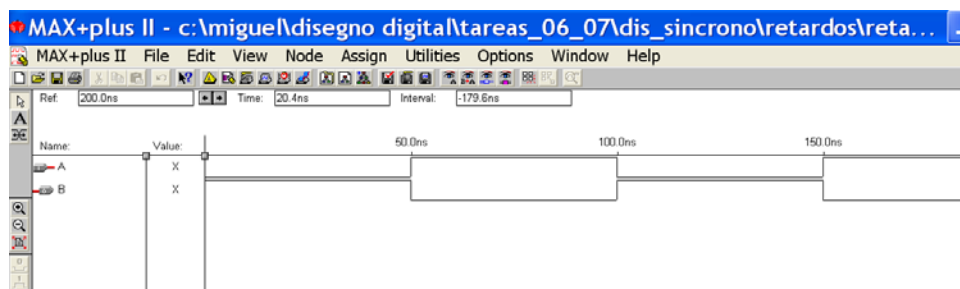 MAX+plus II - c:\miguel\disegno digital\tareas_06_07\dis_sincrono\retardos\reta...
MAX+plus II File Edit View Node Assign Utilities Options Window Help
Ref: 200.0ns Time: 20.4ns Interval: -179.6ns
50.0ns 100.0ns 150.0ns
Name: Value:
A X
B X
A